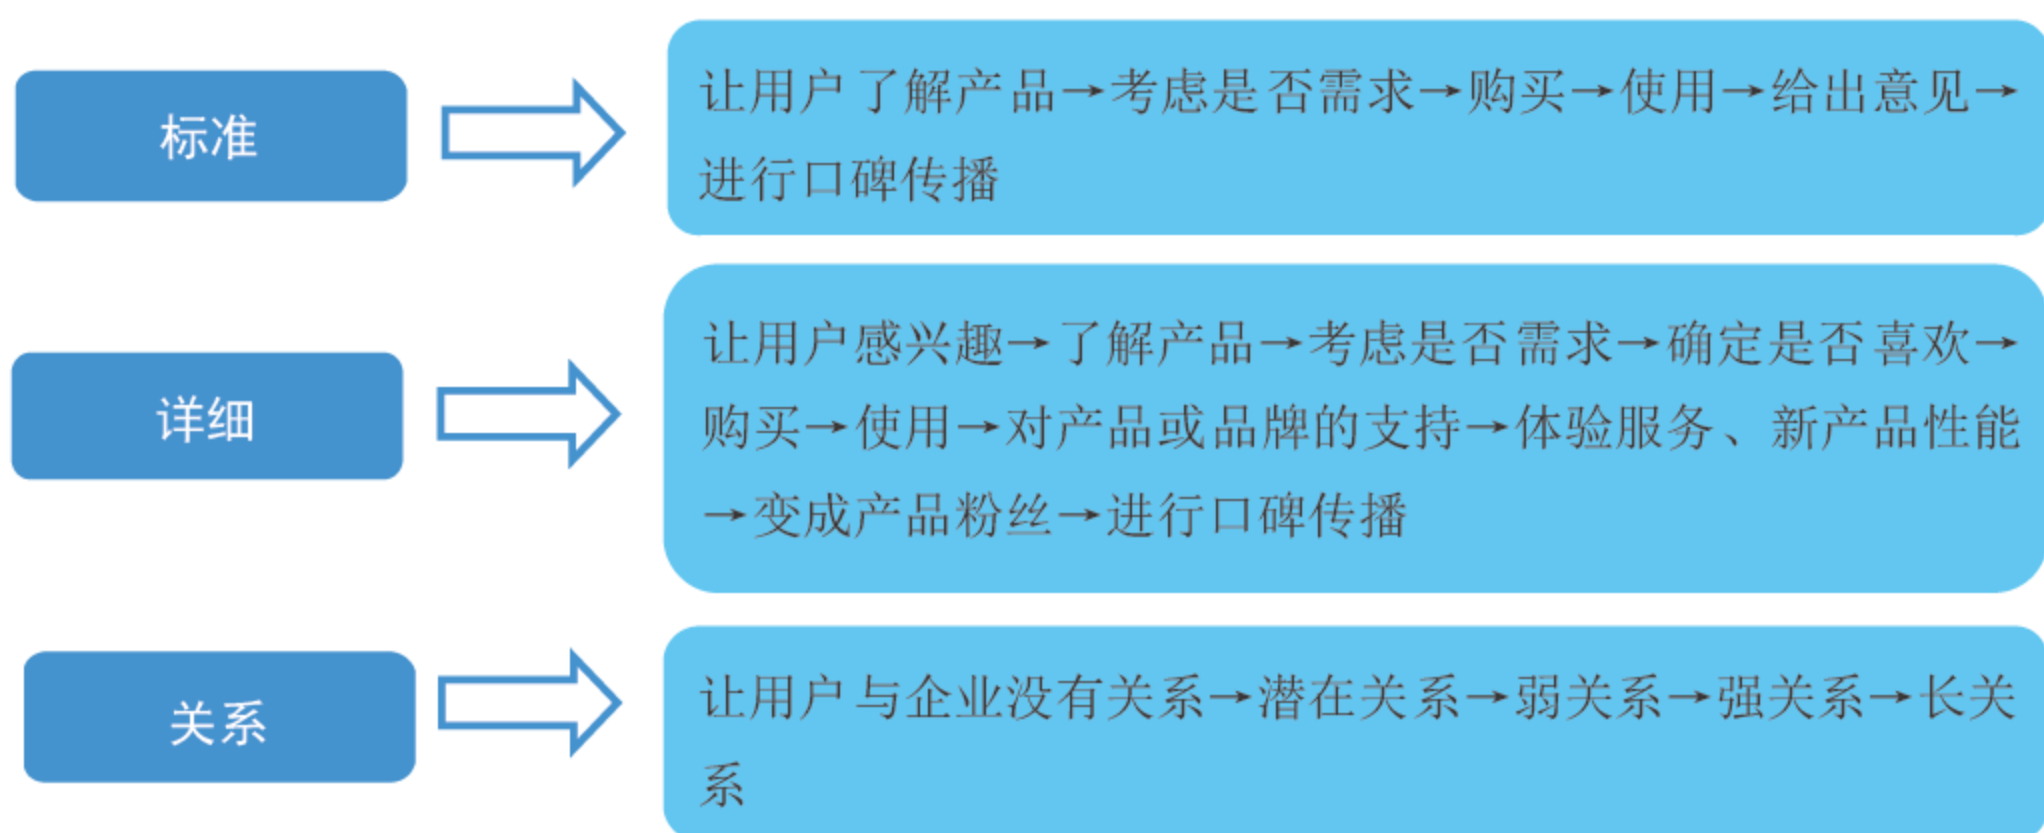 标准
让用户了解产品→考虑是否需求→购买→使用→给出意见→
进行口碑传播
详细
让用户感兴趣→了解产品→考虑是否需求→确定是否喜欢→
购买→使用→对产品或品牌的支持→体验服务、新产品性能
→变成产品粉丝→进行口碑传播
关系
让用户与企业没有关系→潜在关系→弱关系→强关系→长关
系